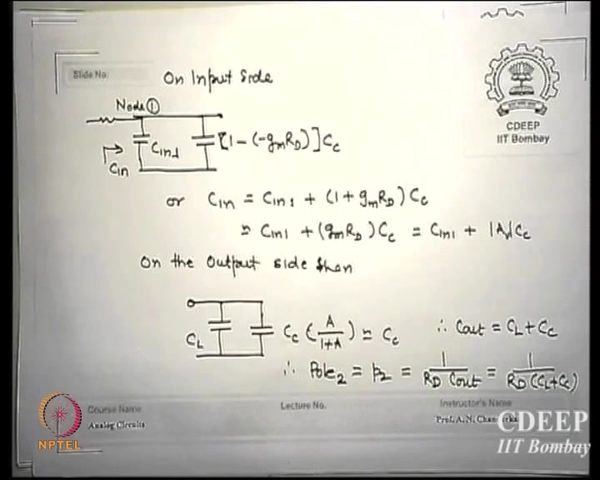 Slide No:
On Input Side
CDEEP
IIT Bombay
Node ①
Cin1
[1 - (-gmRD)] Cc
Cin
or Cin = Cin1 + (1 + gmRD) Cc
≈ Cin1 + (gmRD) Cc = Cin1 + |A|Cc
On the Output side then
CL
Cc (A/(1+A)) ≈ Cc
∴ Cout = CL + Cc
∴ Pole2 = p2 = 1/(RD Cout) = 1/(RD (CL+Cc))
Course Name
Analog Circuits
Lecture No.
Instructor's Name
NPTEL
CDEEP
IIT Bombay